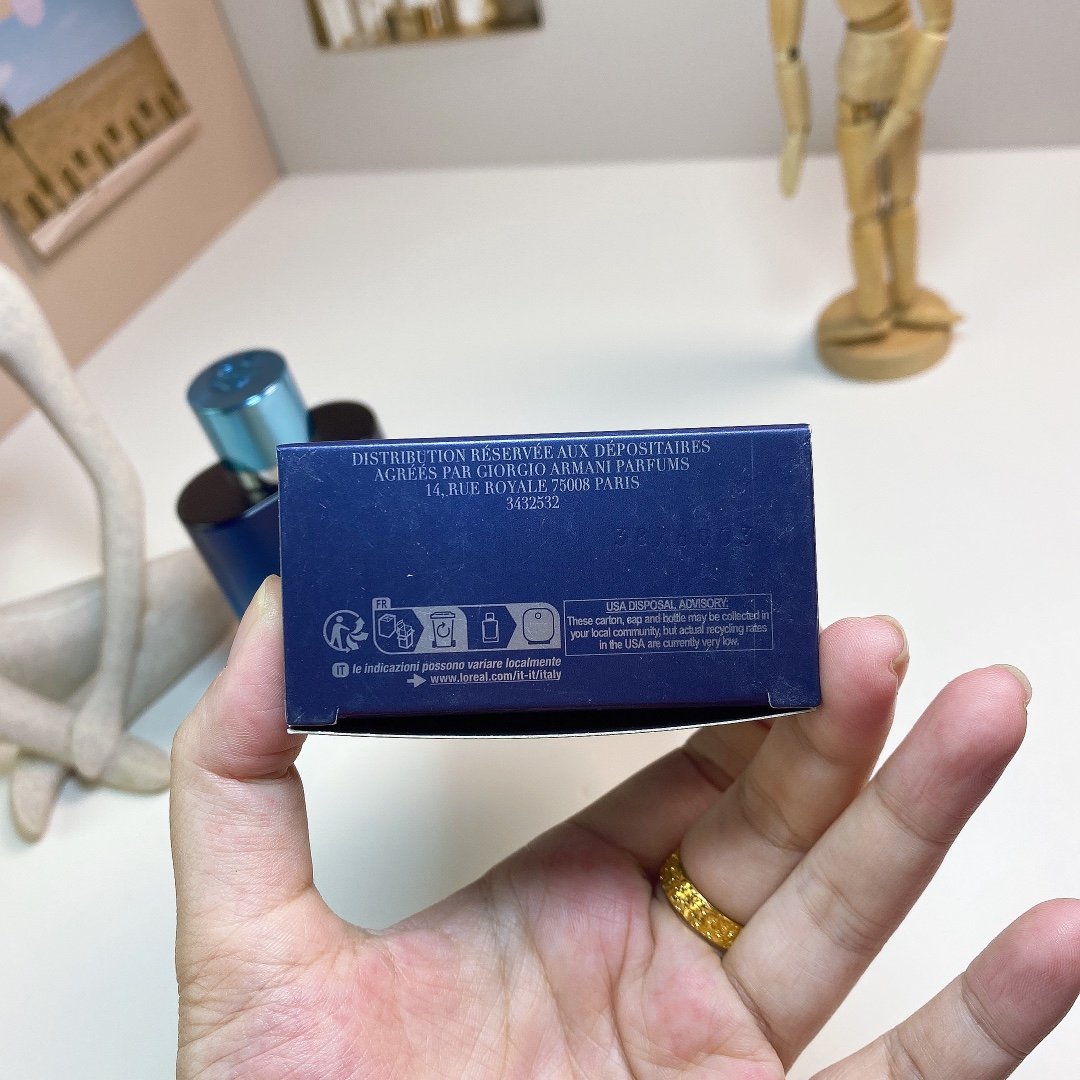 DISTRIBUTION RÉSERVÉE AUX DÉPOSITAIRES
AGRÉÉS PAR GIORGIO ARMANI PARFUMS
14, RUE ROYALE 75008 PARIS
3432532
FR
USA DISPOSAL ADVISORY:
These carton, cap and bottle may be collected in
your local community, but actual recycling rates
in the USA are currently very low.
IT le indicazioni possono variare localmente
www.loreal.com/it-it/italy